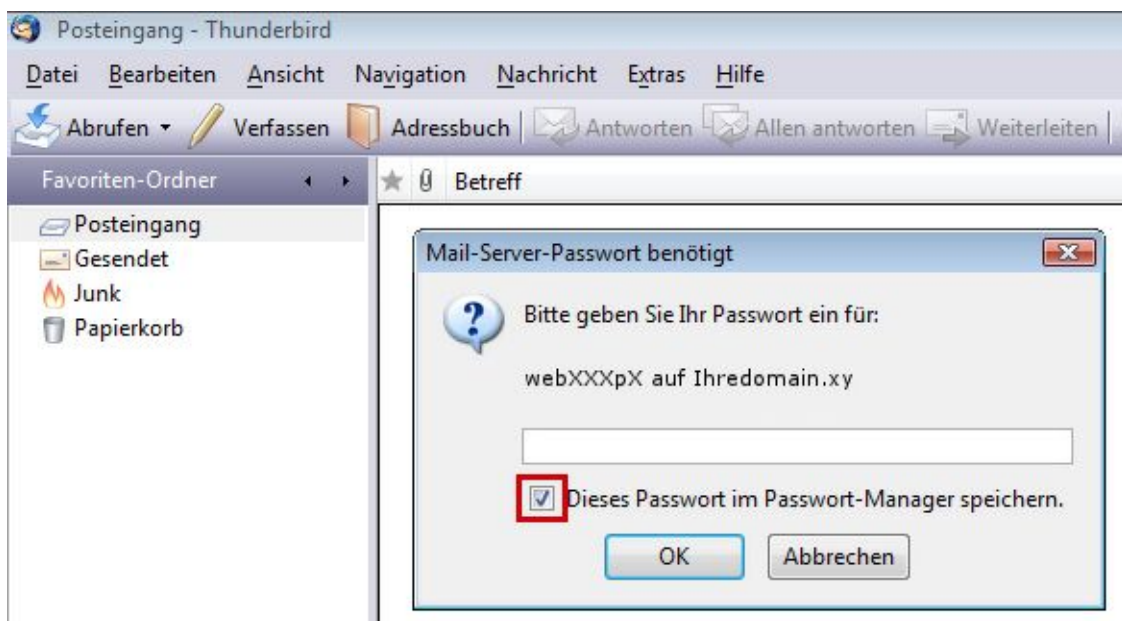 Posteingang - Thunderbird
Datei Bearbeiten Ansicht Navigation Nachricht Extras Hilfe
Abrufen Verfassen Adressbuch Antworten Allen antworten Weiterleiten
Favoriten-Ordner
Betreff
Posteingang
Gesendet
Junk
Papierkorb
Mail-Server-Passwort benötigt
Bitte geben Sie Ihr Passwort ein für:
webXXXpX auf Ihredomain.xy
Dieses Passwort im Passwort-Manager speichern.
OK Abbrechen